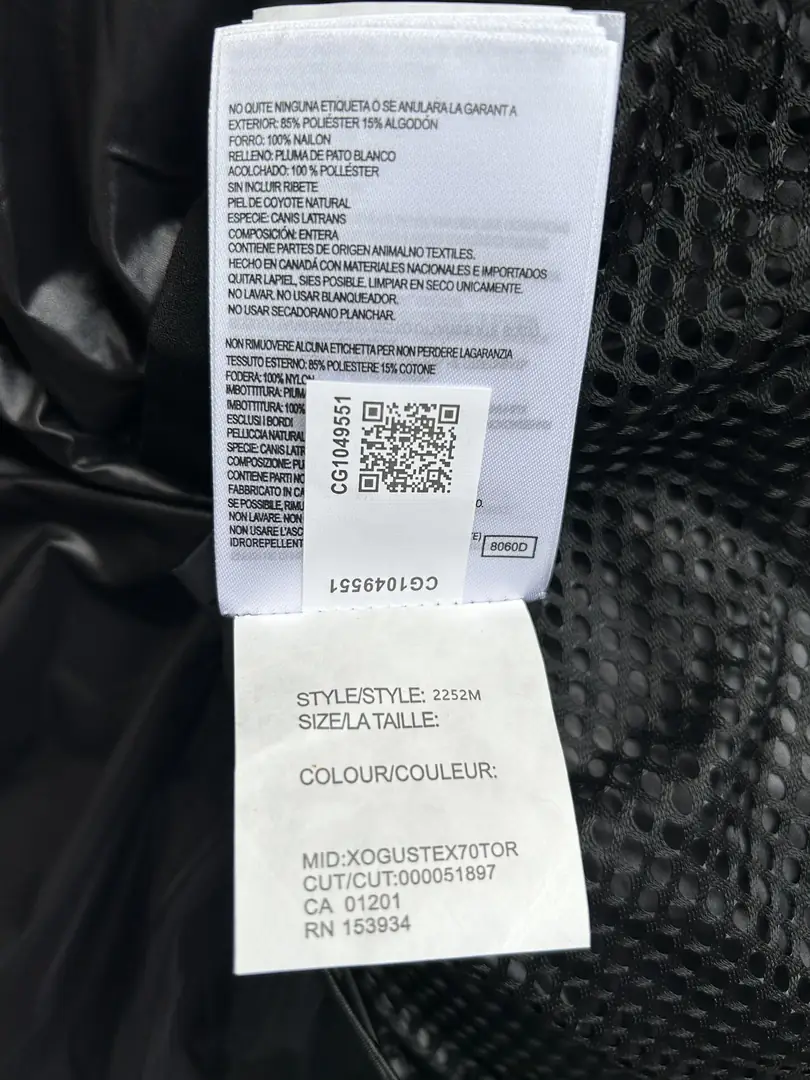 NO QUITE NINGUNA ETIQUETA O SE ANULARA LA GARANT A
EXTERIOR: 85% POLIÉSTER 15% ALGODÓN
FORRO: 100% NAILON
RELLENO: PLUMA DE PATO BLANCO
ACOLCHADO: 100 % POLLÉSTER
SIN INCLUIR RIBETE
PIEL DE COYOTE NATURAL
ESPECIE: CANIS LATRANS
COMPOSICIÓN: ENTERA
CONTIENE PARTES DE ORIGEN ANIMALNO TEXTILES.
HECHO EN CANADÁ CON MATERIALES NACIONALES E IMPORTADOS
QUITAR LAPIEL, SIES POSIBLE. LIMPIAR EN SECO UNICAMENTE.
NO LAVAR. NO USAR BLANQUEADOR.
NO USAR SECADORANO PLANCHAR.
NON RIMUOVERE ALCUNA ETICHETTA PER NON PERDERE LAGARANZIA
TESSUTO ESTERNO: 85% POLIESTERE 15% COTONE
FODERA: 100% NYLON
IMBOTTITURA: PIUM
IMBOTTITURA: 100%
ESCLUSI I BORDI
PELLICCIA NATURAL
SPECIE: CANIS LATR
COMPOSIZIONE: PU
CONTIENE PARTI NO
FABBRICATO IN CA
SE POSSIBILE, RIMU
NON LAVARE. NON
NON USARE L'ASC
IDROREPELLENT
CG1049551
CG1049551
8060D
STYLE/STYLE: 2252M
SIZE/LA TAILLE:
COLOUR/COULEUR:
MID:XOGUSTEX70TOR
CUT/CUT:000051897
CA 01201
RN 153934